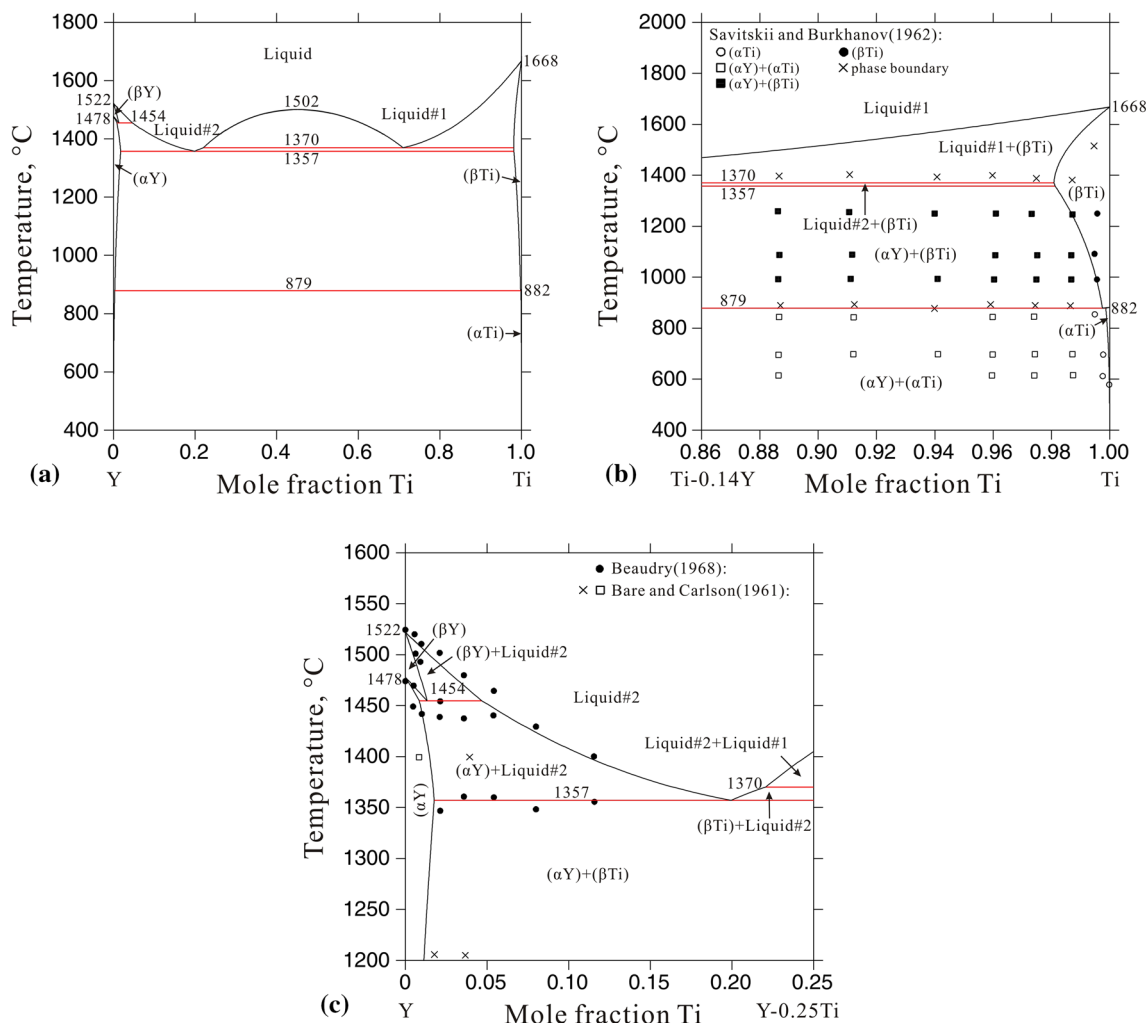 1800
1600
1400
1200
1000
800
600
400
Temperature, °C
Liquid
1668
(βY)
1522
1454
1478
Liquid#2
1502
Liquid#1
1370
1357
(αY)
(βTi)
879
882
(αTi)
0 0.2 0.4 0.6 0.8 1.0
(a) Y Mole fraction Ti Ti
2000
1800
1600
1400
1200
1000
800
600
400
Temperature, °C
Savitskii and Burkhanov(1962):
(αTi) (βTi)
(αY)+(αTi) phase boundary
(αY)+(βTi)
Liquid#1
1668
Liquid#1+(βTi)
1370
1357
(βTi)
Liquid#2+(βTi)
(αY)+(βTi)
879
882
(αTi)
(αY)+(αTi)
0.86 0.88 0.90 0.92 0.94 0.96 0.98 1.00
(b) Ti-0.14Y Mole fraction Ti Ti
1600
1550
1500
1450
1400
1350
1300
1250
1200
Temperature, °C
Beaudry(1968):
Bare and Carlson(1961):
1522
(βY)
(βY)+Liquid#2
1478
1454
Liquid#2
Liquid#2+Liquid#1
(αY)+Liquid#2
1370
1357
(αY)
(βTi)+Liquid#2
(αY)+(βTi)
0 0.05 0.10 0.15 0.20 0.25
(c) Y Mole fraction Ti Y-0.25Ti